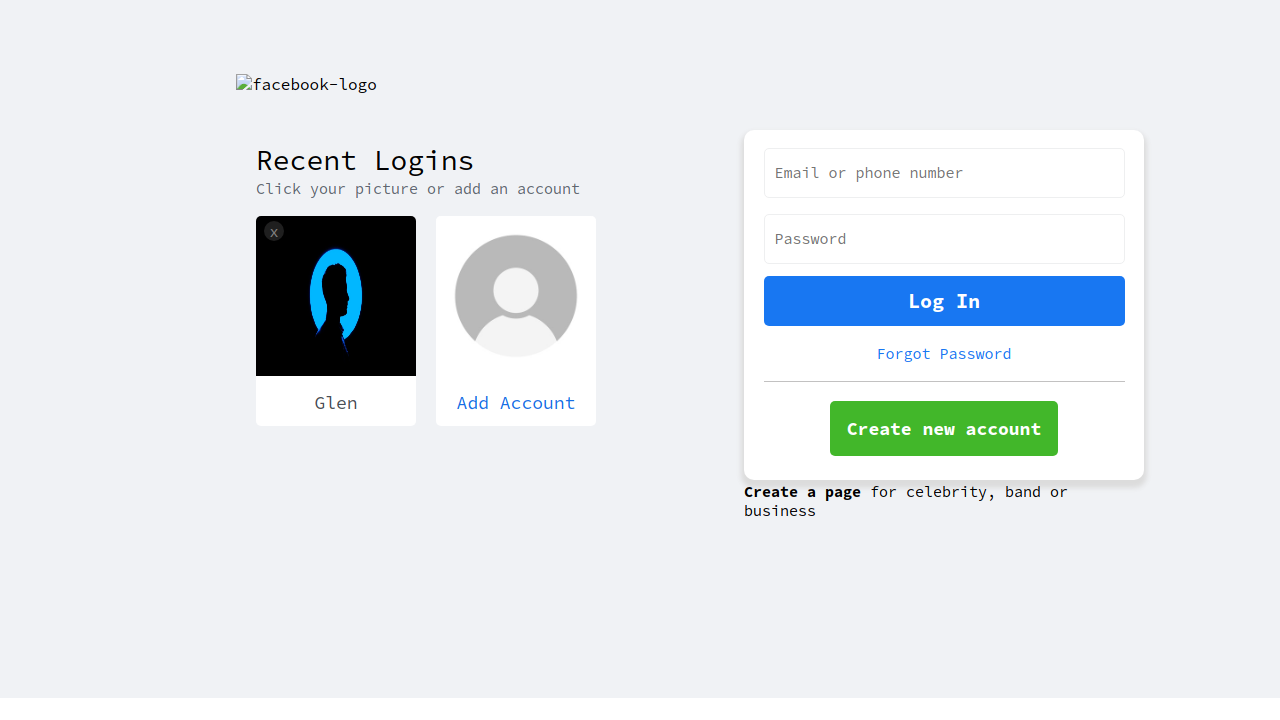 facebook-logo
Recent Logins
Click your picture or add an account
x
Glen
Add Account
Email or phone number
Password
Log In
Forgot Password
Create new account
Create a page for celebrity, band or
business